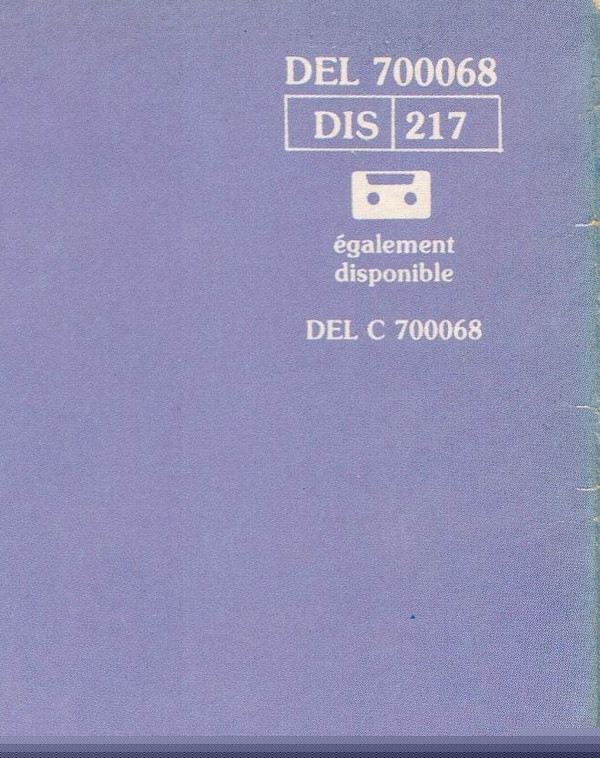 DEL 700068
DIS 217
également
disponible
DEL C 700068